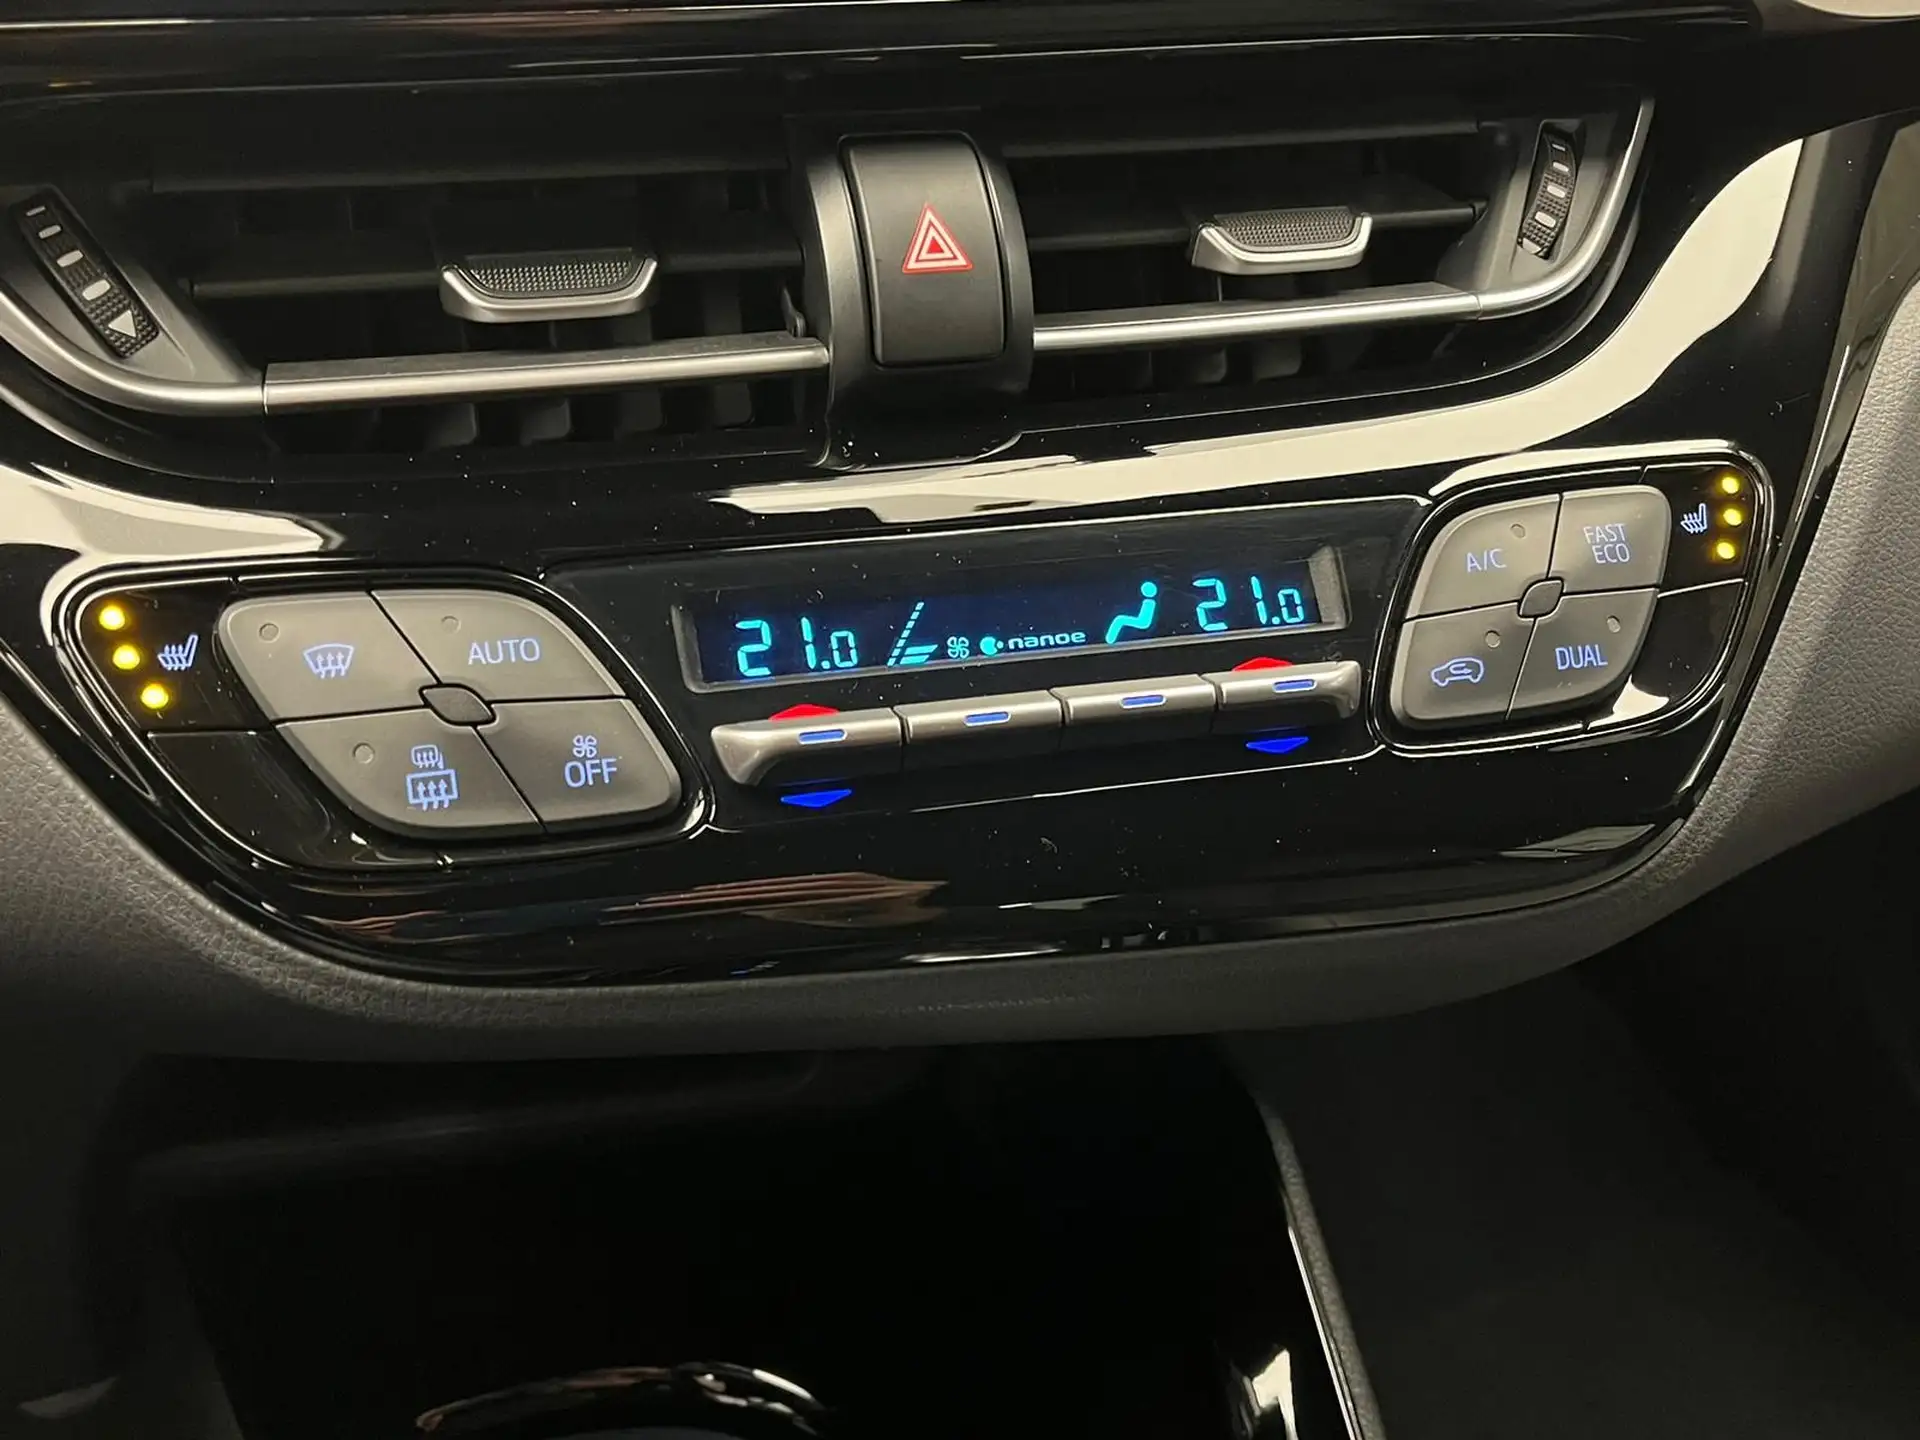 A/C
FAST
ECO
AUTO
21.0
nanoe
21.0
DUAL
OFF